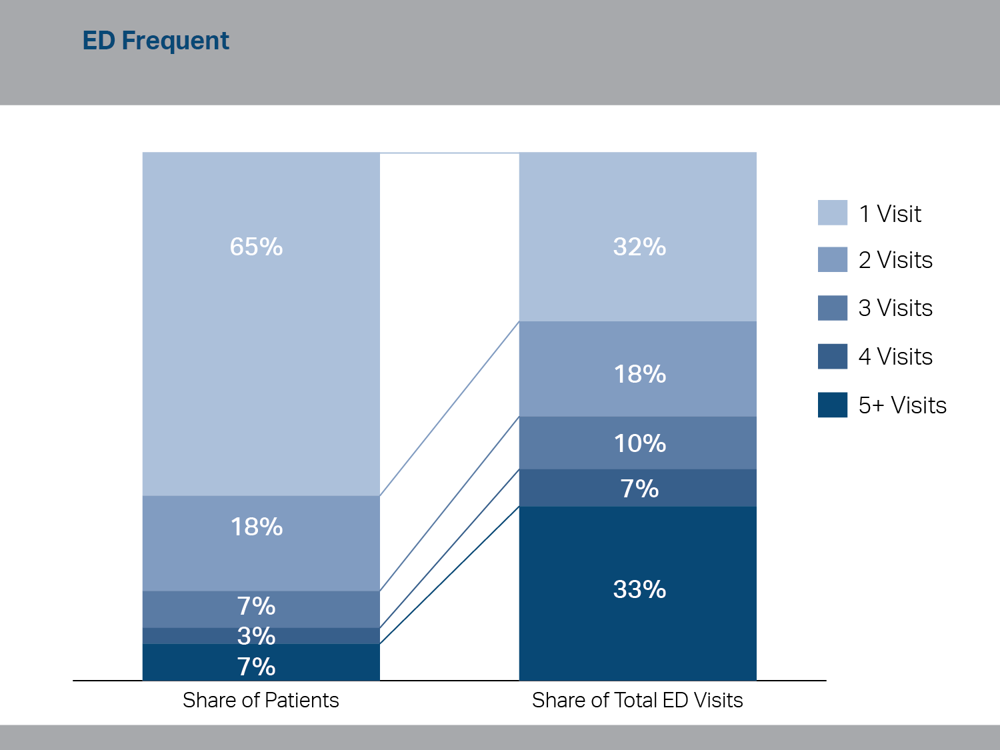 ED Frequent
65%
32%
18%
18%
7%
10%
3%
7%
7%
33%
Share of Patients
Share of Total ED Visits
1 Visit
2 Visits
3 Visits
4 Visits
5+ Visits